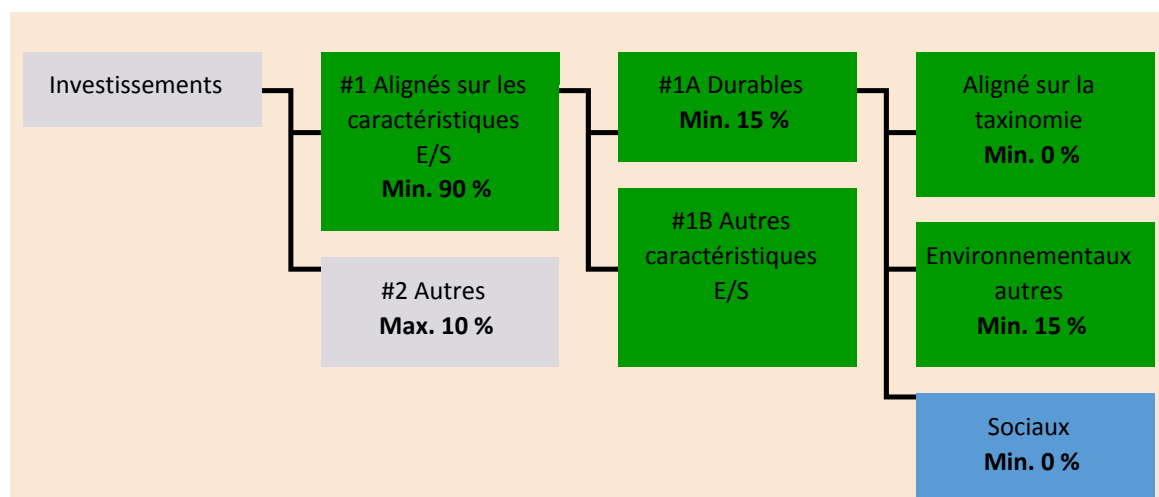 Investissements
#1 Alignés sur les
caractéristiques
E/S
Min. 90 %
#2 Autres
Max. 10 %
#1A Durables
Min. 15 %
#1B Autres
caractéristiques
E/S
Aligné sur la
taxinomie
Min. 0 %
Environnementaux
autres
Min. 15 %
Sociaux
Min. 0 %